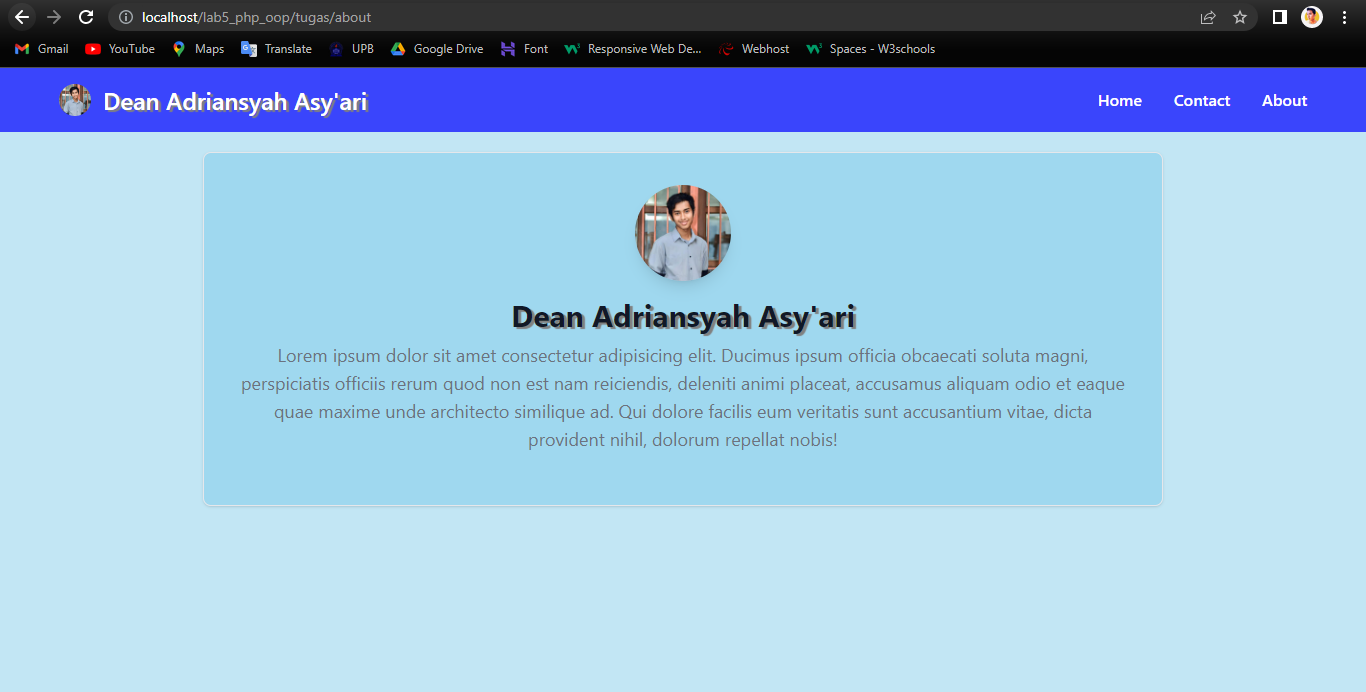 localhost/lab5_php_oop/tugas/about
Gmail YouTube Maps Translate UPB Google Drive Font Responsive Web De... Webhost Spaces - W3schools
Dean Adriansyah Asy'ari Home Contact About
Dean Adriansyah Asy'ari
Lorem ipsum dolor sit amet consectetur adipisicing elit. Ducimus ipsum officia obcaecati soluta magni,
perspiciatis officiis rerum quod non est nam reiciendis, deleniti animi placeat, accusamus aliquam odio et eaque
quae maxime unde architecto similique ad. Qui dolore facilis eum veritatis sunt accusantium vitae, dicta
provident nihil, dolorum repellat nobis!